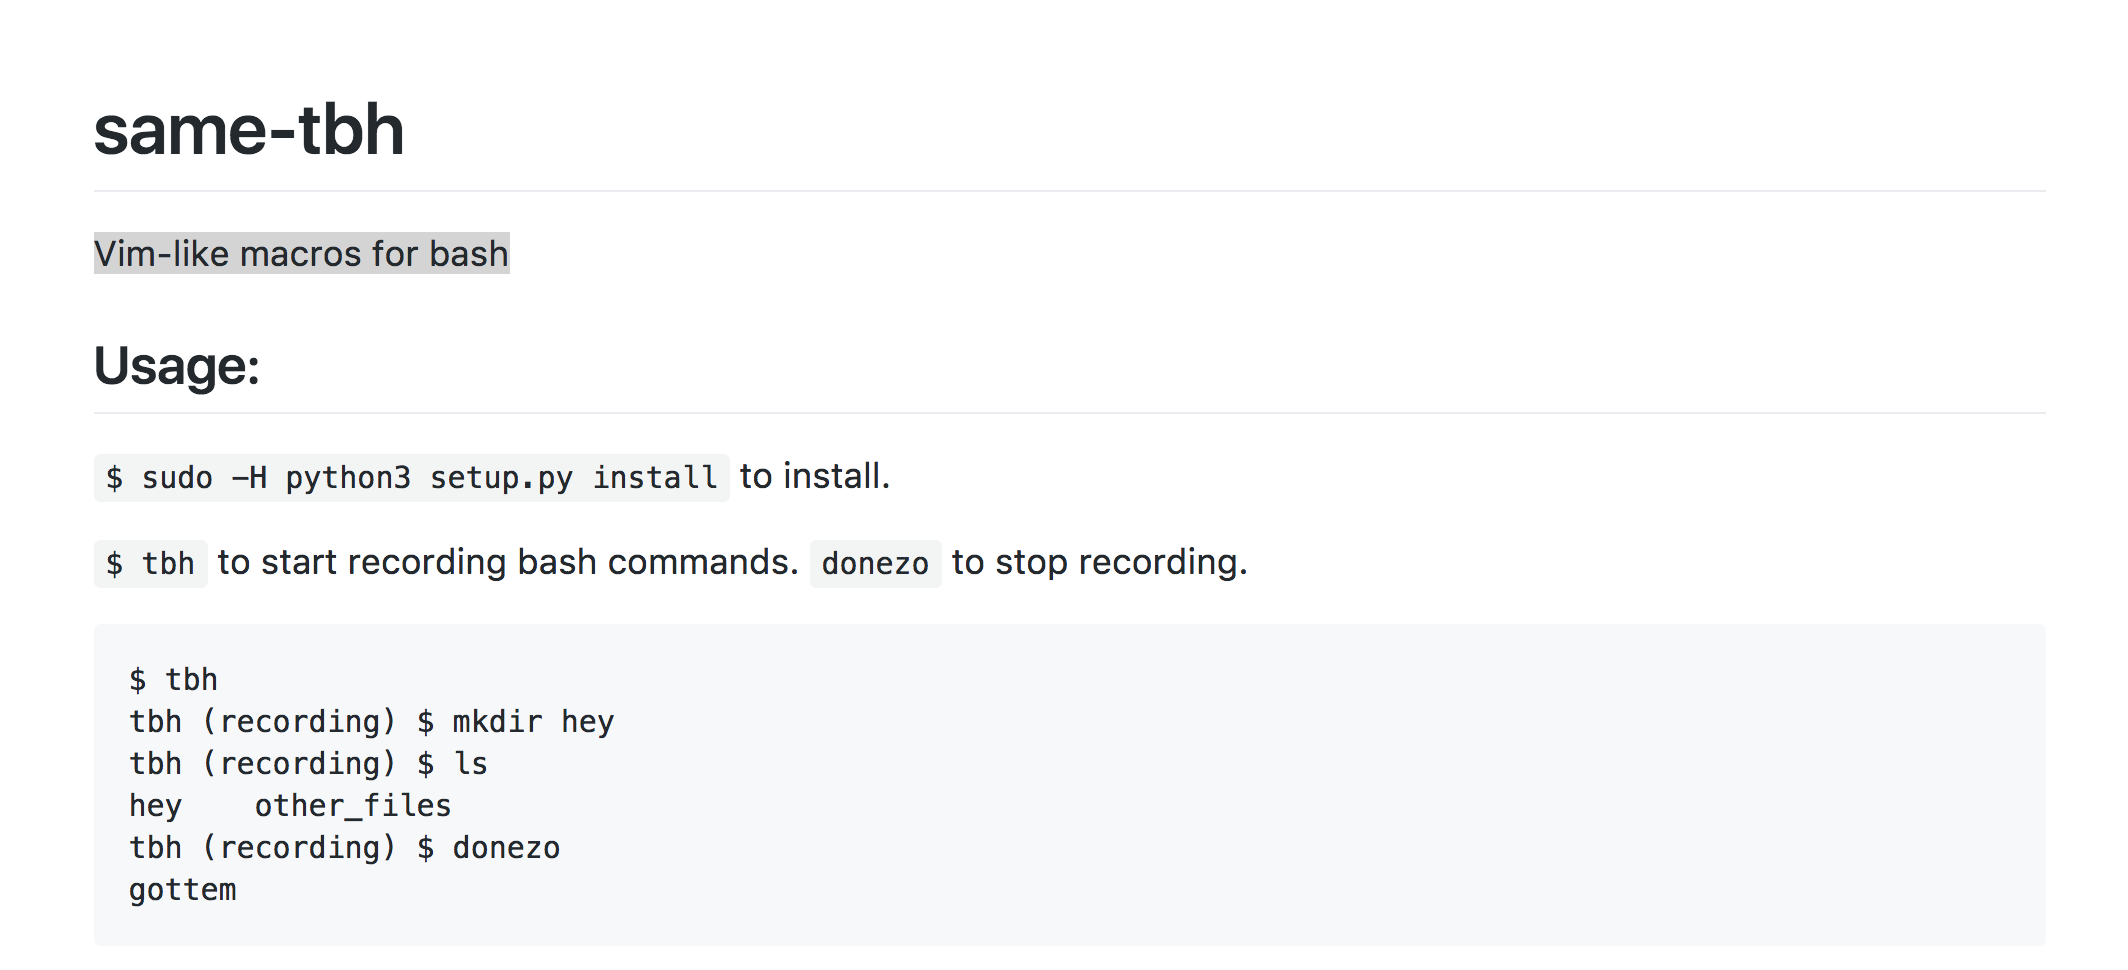 same-tbh
Vim-like macros for bash
Usage:
$ sudo -H python3 setup.py install to install.
$ tbh to start recording bash commands. donezo to stop recording.
$ tbh
tbh (recording) $ mkdir hey
tbh (recording) $ ls
hey    other_files
tbh (recording) $ donezo
gottem